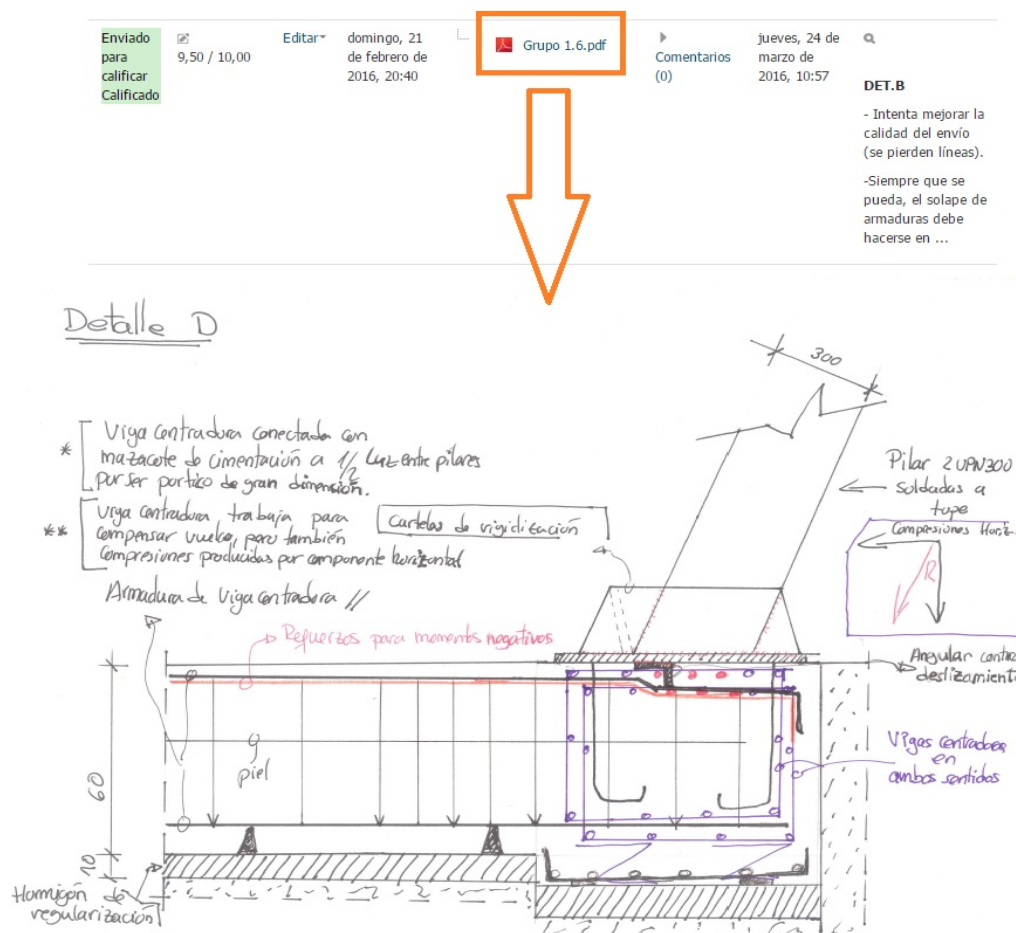 Enviado
para
calificar
Calificado
9,50 / 10,00
Editar
domingo, 21
de febrero de
2016, 20:40
Grupo 1.6.pdf
Comentarios
(0)
jueves, 24 de
marzo de
2016, 10:57
DET.B
- Intenta mejorar la
calidad del envío
(se pierden líneas).
-Siempre que se
pueda, el solape de
armaduras debe
hacerse en ...
Detalle D
300
* Viga centradora conectada con
mazacote de cimentación a 1/2 Luz entre pilares
por ser portico de gran dimensión.
** Viga centradora trabaja para
compensar vuelco, pero también
compresiones producidas por componente horizontal
Cartelas de rigidización
Pilar 2UPN300
soldadas a
tope
Compresiones Horiz
R
Armadura de Viga centradora //
Refuerzos para momentos negativos
Angular contra
deslizamiento
Vigas centradora
en
ambos sentidos
piel
60
10
Hormigón de
regularización